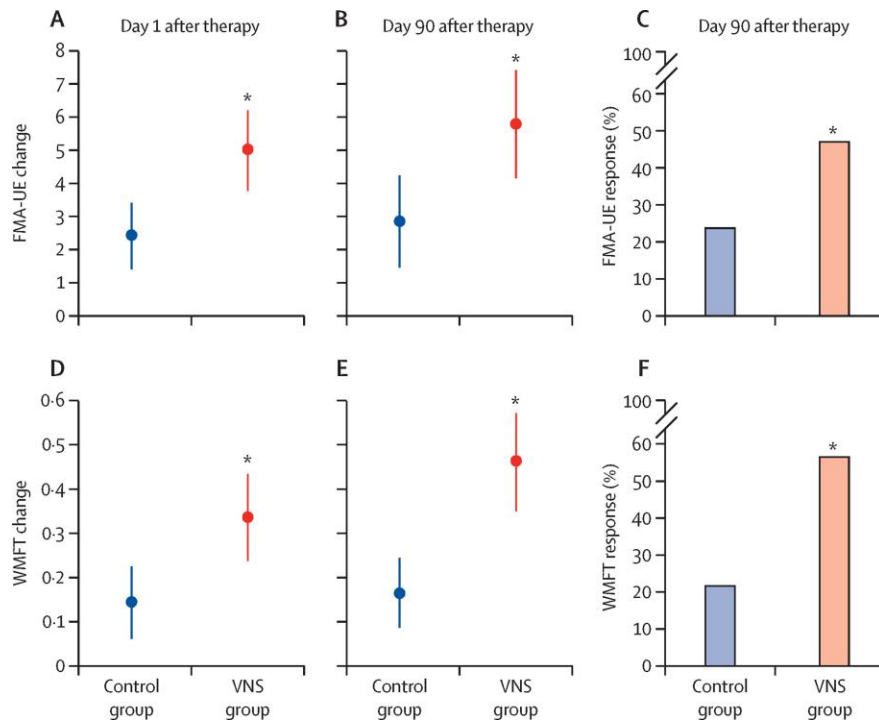 A
Day 1 after therapy
8
7
6
5
4
3
2
1
0
FMA-UE change
*
B
Day 90 after therapy
*
C
Day 90 after therapy
100
60
50
40
30
20
10
0
FMA-UE response (%)
*
D
0·6
0·5
0·4
0·3
0·2
0·1
0
WMFT change
*
Control
group
VNS
group
E
*
Control
group
VNS
group
F
100
60
50
40
30
20
10
0
WMFT response (%)
*
Control
group
VNS
group